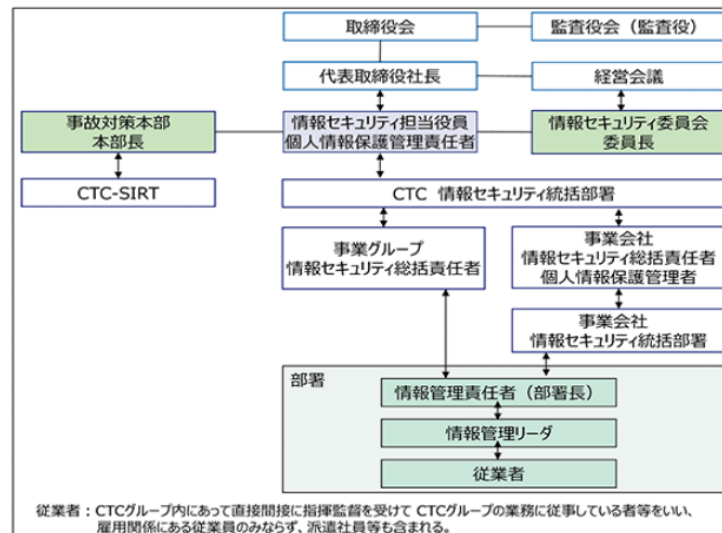 取締役会
監査役会（監査役）
代表取締役社長
経営会議
事故対策本部
本部長
情報セキュリティ担当役員
個人情報保護管理責任者
情報セキュリティ委員会
委員長
CTC-SIRT
CTC 情報セキュリティ統括部署
事業グループ
情報セキュリティ総括責任者
事業会社
情報セキュリティ総括責任者
個人情報保護管理者
事業会社
情報セキュリティ統括部署
部署
情報管理責任者（部署長）
情報管理リーダ
従業者
従業者：CTCグループ内にあって直接間接に指揮監督を受けて CTCグループの業務に従事している者等をいい、
雇用関係にある従業員のみならず、派遣社員等も含まれる。